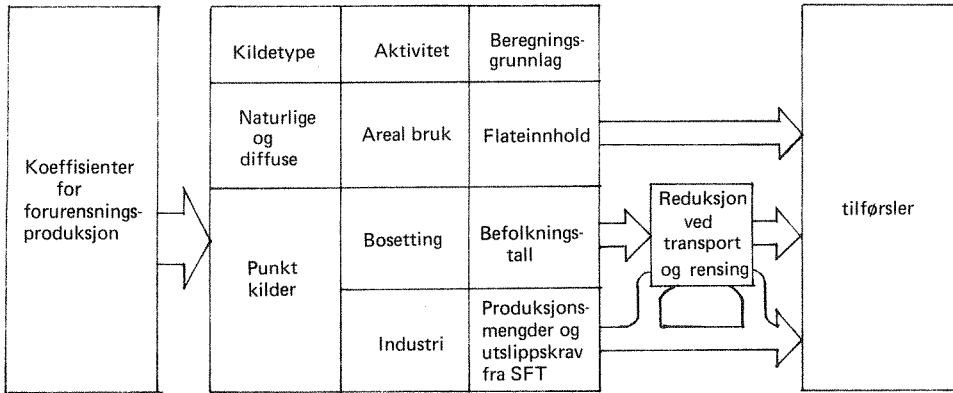 Koeffisienter
for
forurensnings-
produksjon
Kildetype
Aktivitet
Beregnings-
grunnlag
Naturlige
og
diffuse
Areal bruk
Flateinnhold
Punkt
kilder
Bosetting
Befolknings-
tall
Industri
Produksjons-
mengder og
utslippskrav
fra SFT
Reduksjon
ved
transport
og rensing
tilførsler